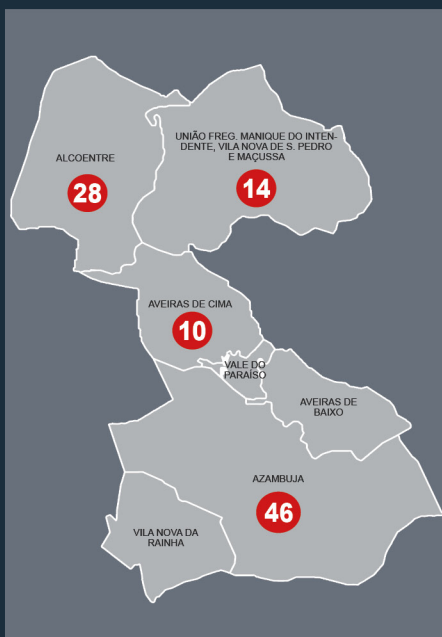 ALCOENTRE
28
UNIÃO FREG. MANIQUE DO INTEN-
DENTE, VILA NOVA DE S. PEDRO
E MAÇUSSA
14
AVEIRAS DE CIMA
10
VALE DO
PARAÍSO
AVEIRAS DE
BAIXO
AZAMBUJA
46
VILA NOVA DA
RAINHA